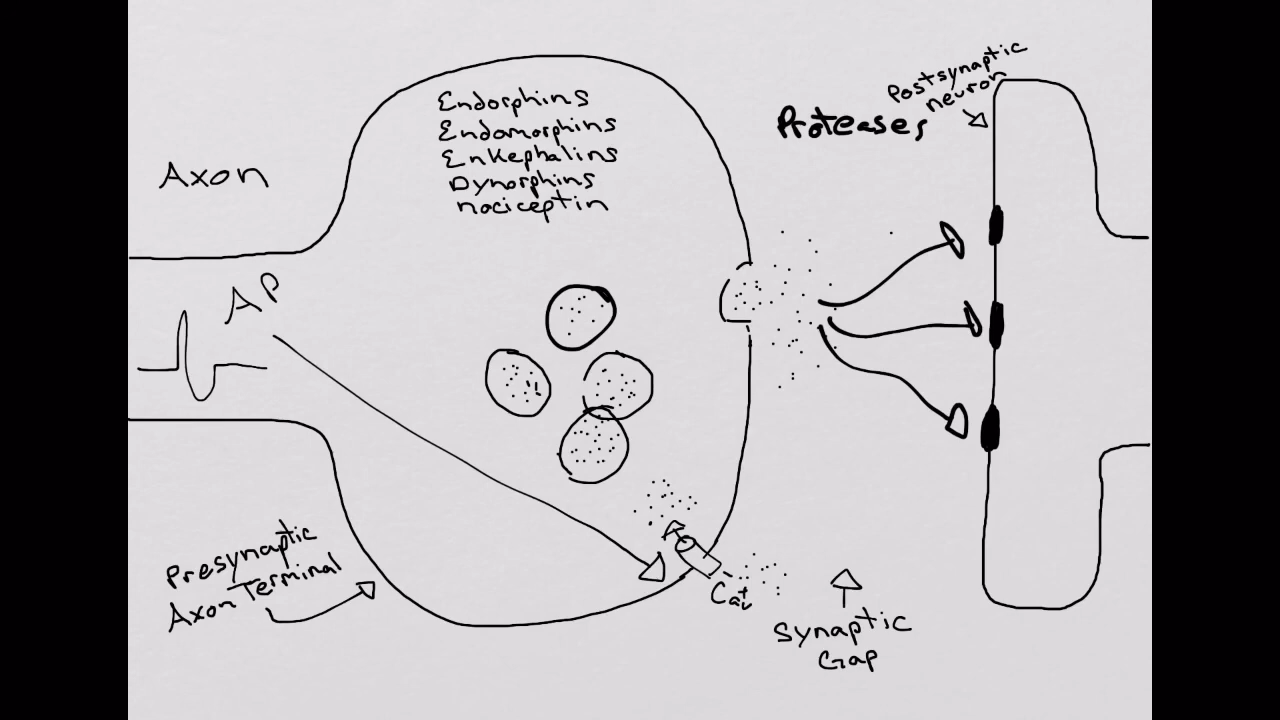 Endorphins
Endomorphins
Enkephalins
Dynorphins
nociceptin
Postsynaptic
neuron
Proteases
Axon
AP
Presynaptic
Axon Terminal
Synaptic
Gap